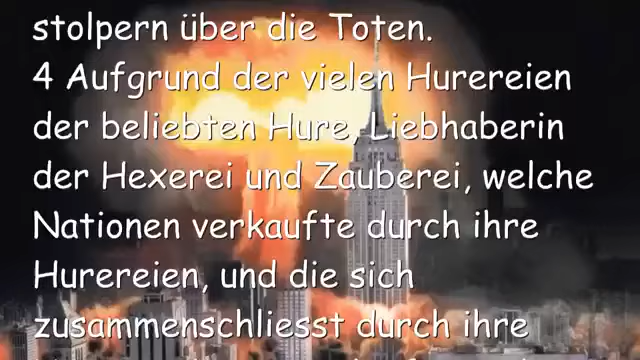 stolpern über die Toten.
4 Aufgrund der vielen Hurereien
der beliebten Hure, Liebhaberin
der Hexerei und Zauberei, welche
Nationen verkaufte durch ihre
Hurereien, und die sich
zusammenschliesst durch ihre